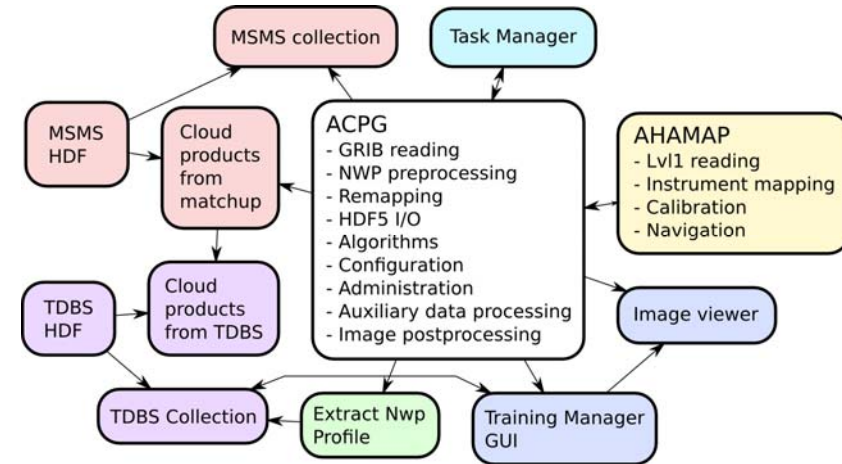 MSMS collection
Task Manager
MSMS
HDF
Cloud
products
from
matchup
ACPG
- GRIB reading
- NWP preprocessing
- Remapping
- HDF5 I/O
- Algorithms
- Configuration
- Administration
- Auxiliary data processing
- Image postprocessing
AHAMAP
- Lvl1 reading
- Instrument mapping
- Calibration
- Navigation
TDBS
HDF
Cloud
products
from TDBS
Image viewer
TDBS Collection
Extract Nwp
Profile
Training Manager
GUI